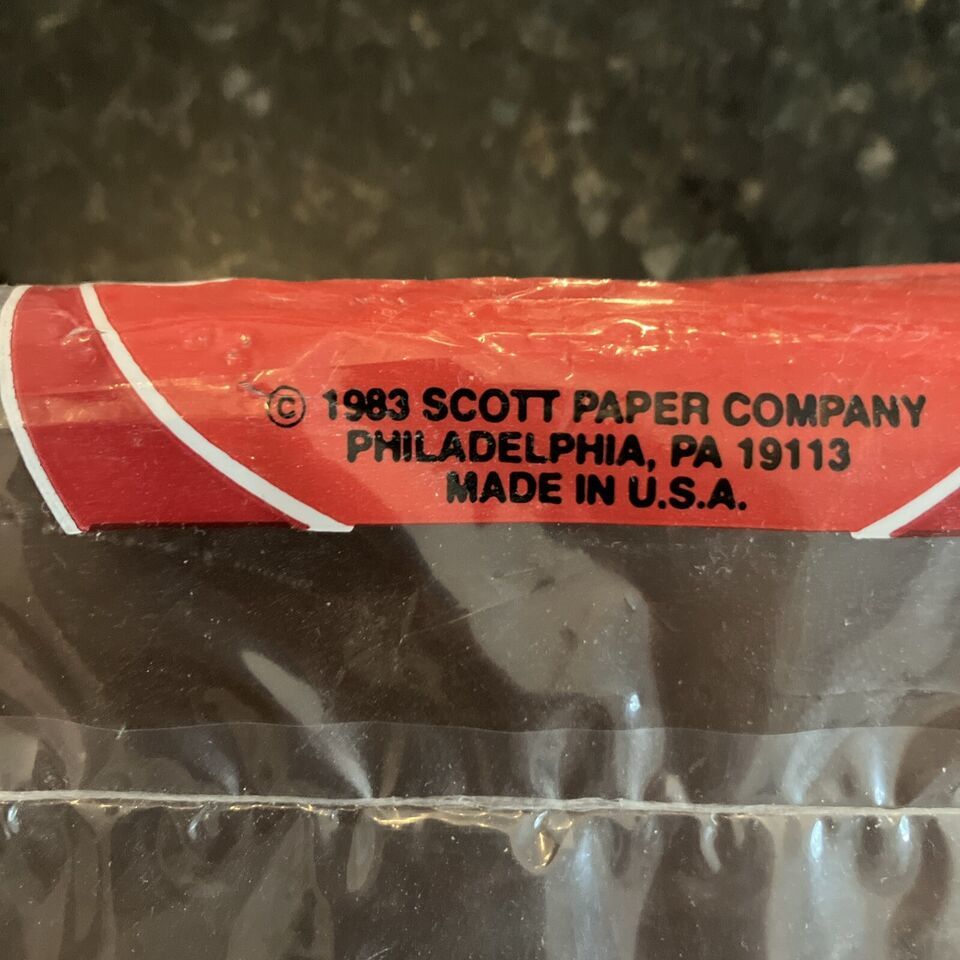 © 1983 SCOTT PAPER COMPANY
PHILADELPHIA, PA 19113
MADE IN U.S.A.